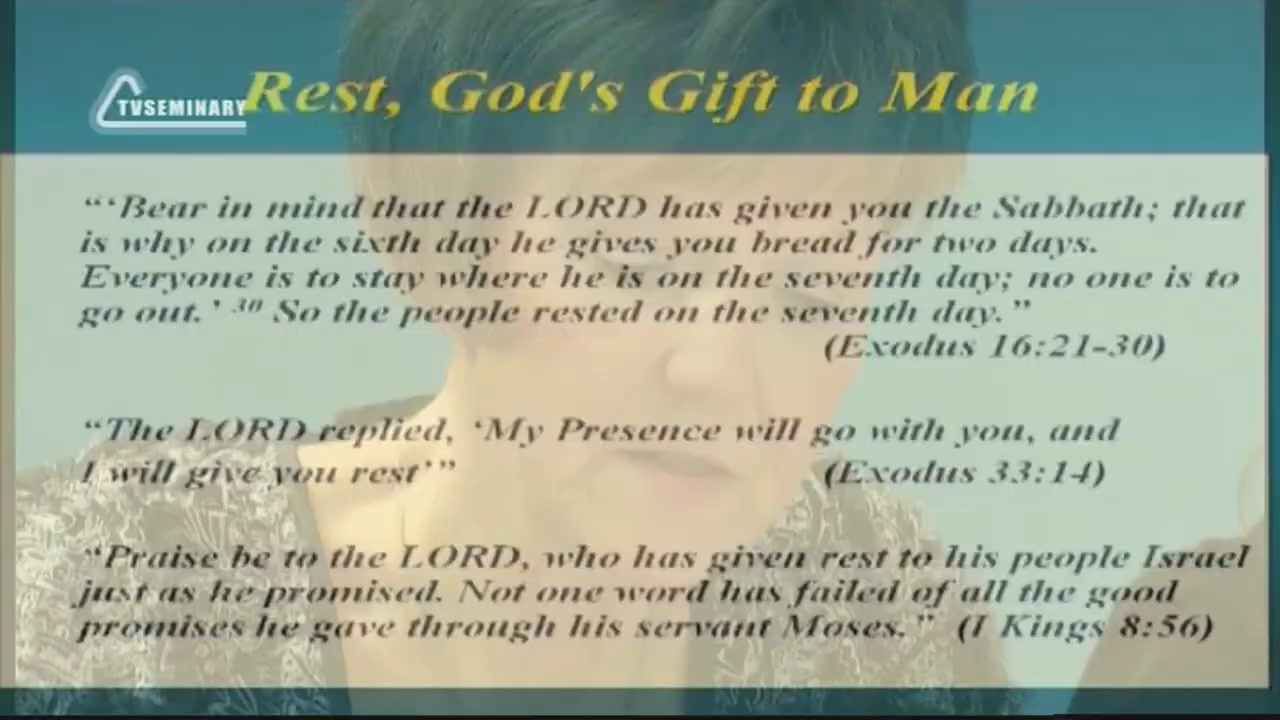 Rest, God's Gift to Man
TVSEMINARY
“‘Bear in mind that the LORD has given you the Sabbath; that
is why on the sixth day he gives you bread for two days.
Everyone is to stay where he is on the seventh day; no one is to
go out.’ 30 So the people rested on the seventh day.”
(Exodus 16:21-30)
“The LORD replied, ‘My Presence will go with you, and
I will give you rest’” (Exodus 33:14)
“Praise be to the LORD, who has given rest to his people Israel
just as he promised. Not one word has failed of all the good
promises he gave through his servant Moses.” (I Kings 8:56)